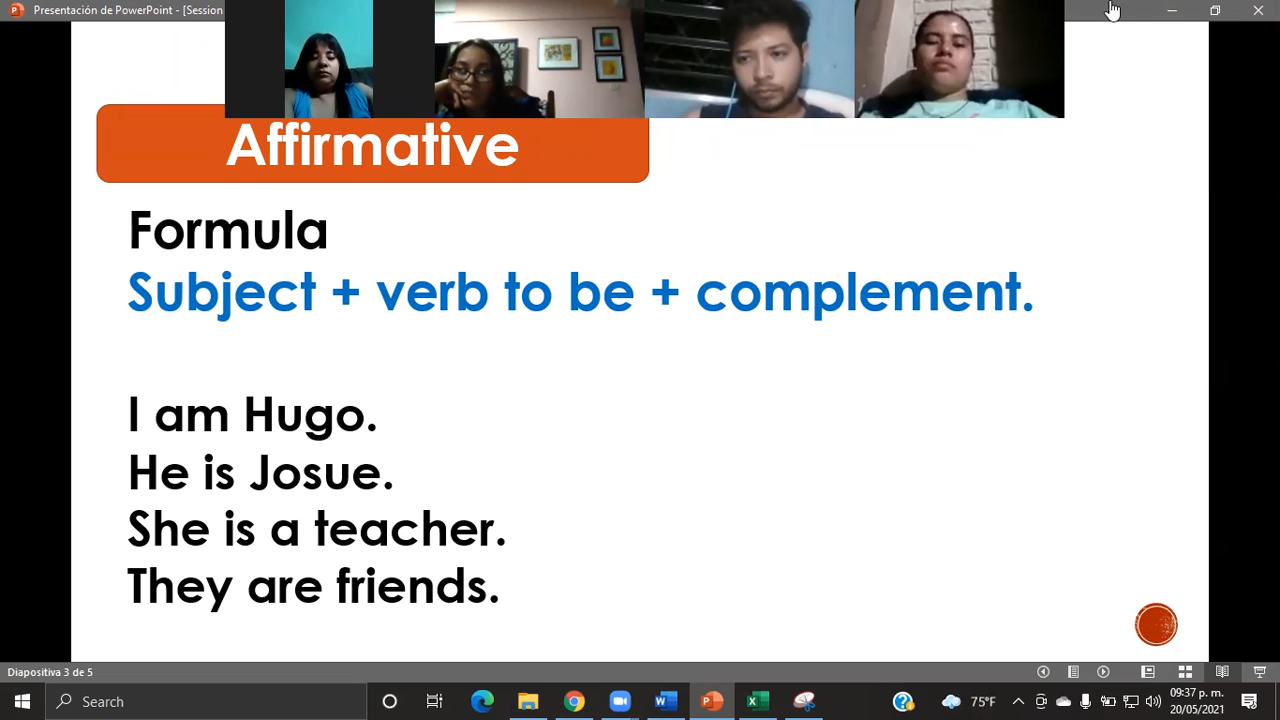 Presentación de PowerPoint - [Session
Affirmative
Formula
Subject + verb to be + complement.
I am Hugo.
He is Josue.
She is a teacher.
They are friends.
Diapositiva 3 de 5
Search
75°F
09:37 p. m.
20/05/2021